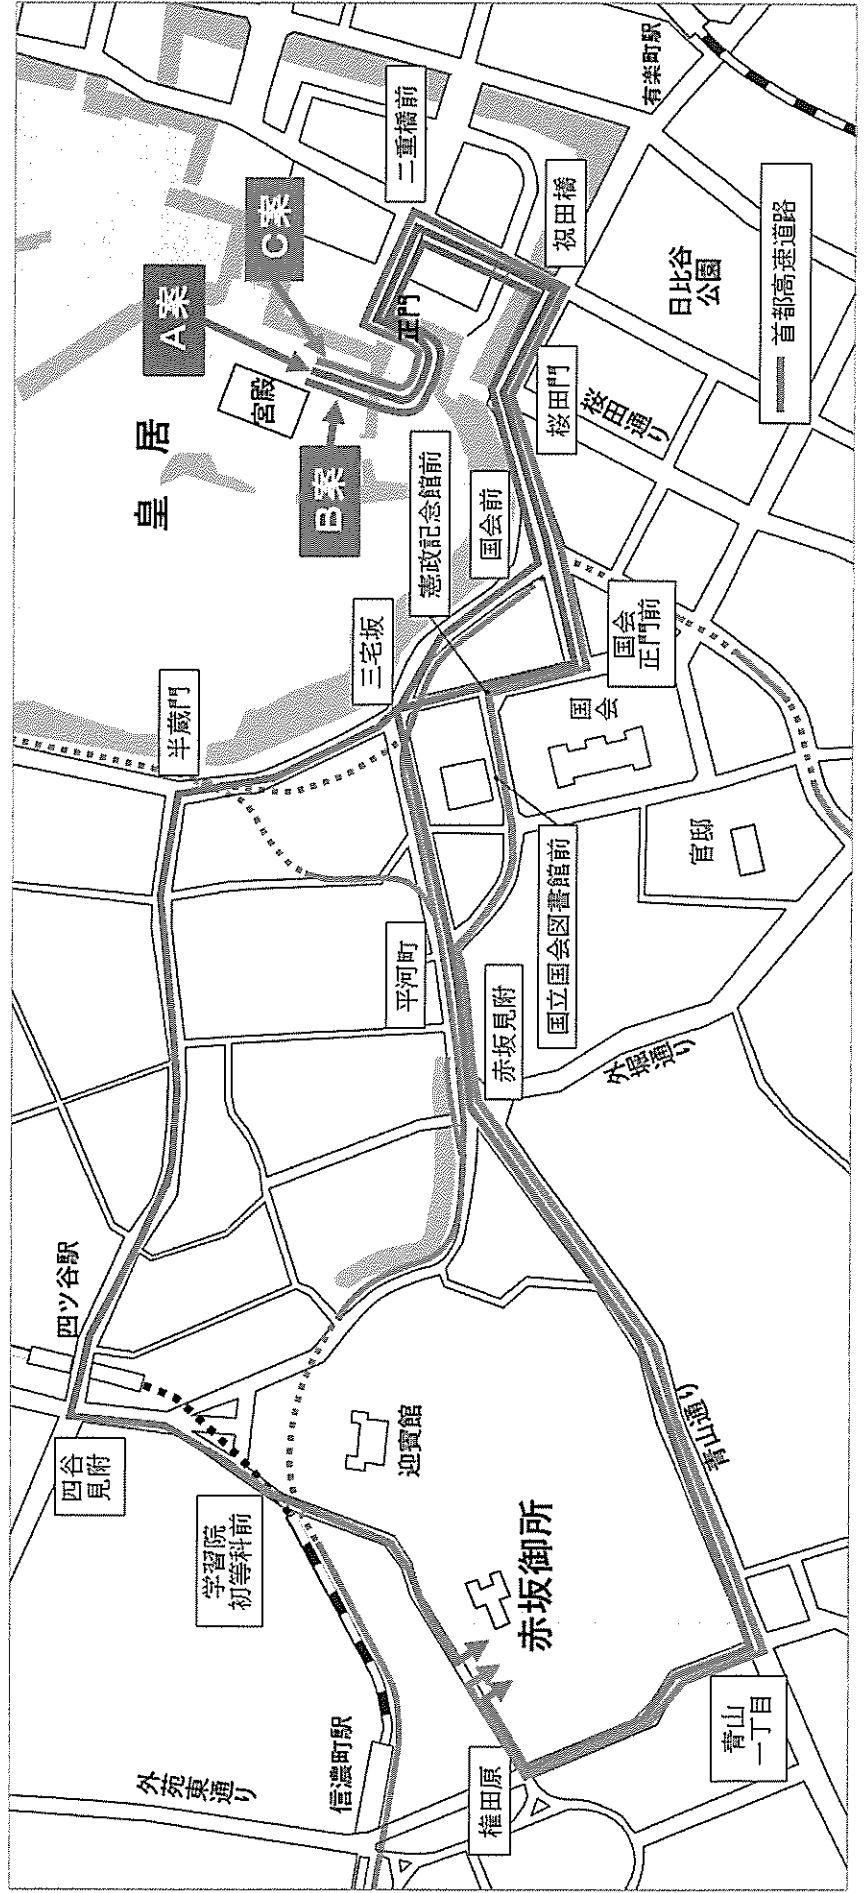 四ツ谷駅
四谷
見附
学習院
初等科前
外苑東通り
信濃町駅
権田原
迎賓館
赤坂御所
青山
一丁目
青山通り
半蔵門
三宅坂
平河町
赤坂見附
国立国会図書館前
外堀通り
憲政記念館前
国会前
国会
国会
正門前
官邸
皇居
A案
B案
C案
宮殿
正門
二重橋前
祝田橋
桜田門
桜田通り
日比谷
公園
有楽町駅
首都高速道路